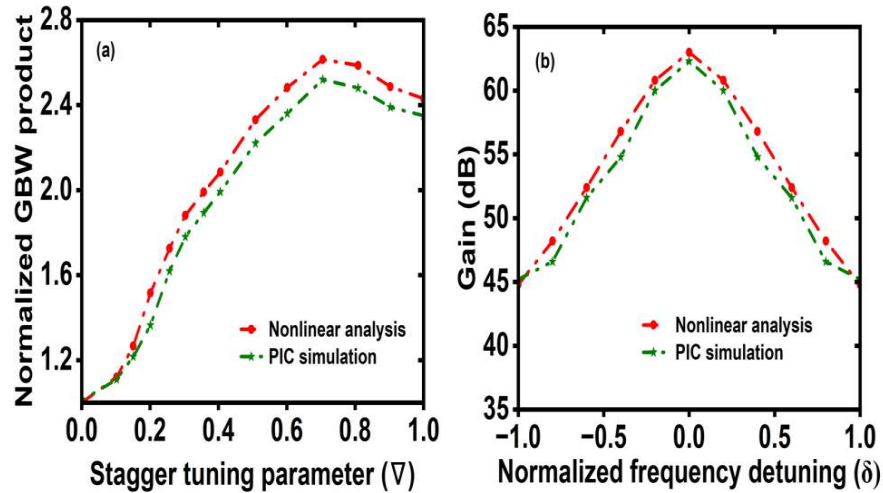 (a)
Normalized GBW product
2.8
2.4
2.0
1.6
1.2
Nonlinear analysis
PIC simulation
0.0 0.2 0.4 0.6 0.8 1.0
Stagger tuning parameter (∇)
(b)
Gain (dB)
65
60
55
50
45
40
35
Nonlinear analysis
PIC simulation
−1.0 −0.5 0.0 0.5 1.0
Normalized frequency detuning (δ)